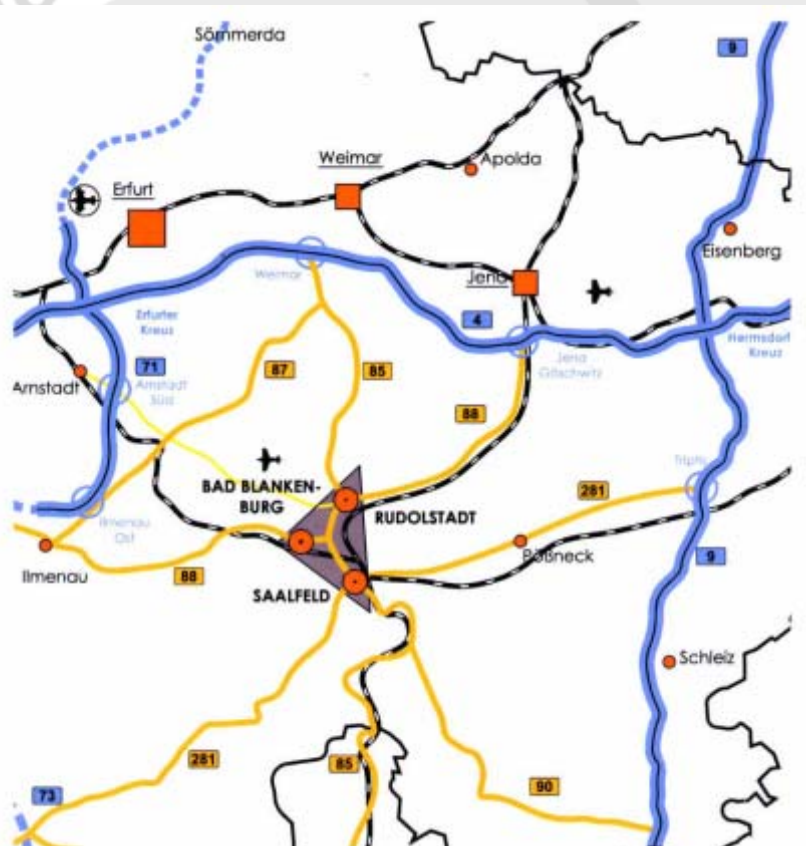 Sömmerda
9
Weimar
Apolda
Erfurt
Eisenberg
Weimar
Jena
Erfurter
Kreuz
4
Hermsdorf
Kreuz
71
87
85
Jena
Göschwitz
Arnstadt
Arnstadt
Süd
88
BAD BLANKEN-
BURG
Triptis
281
RUDOLSTADT
Ilmenau
Ost
Pößneck
9
Ilmenau
88
SAALFELD
Schleiz
281
85
90
73